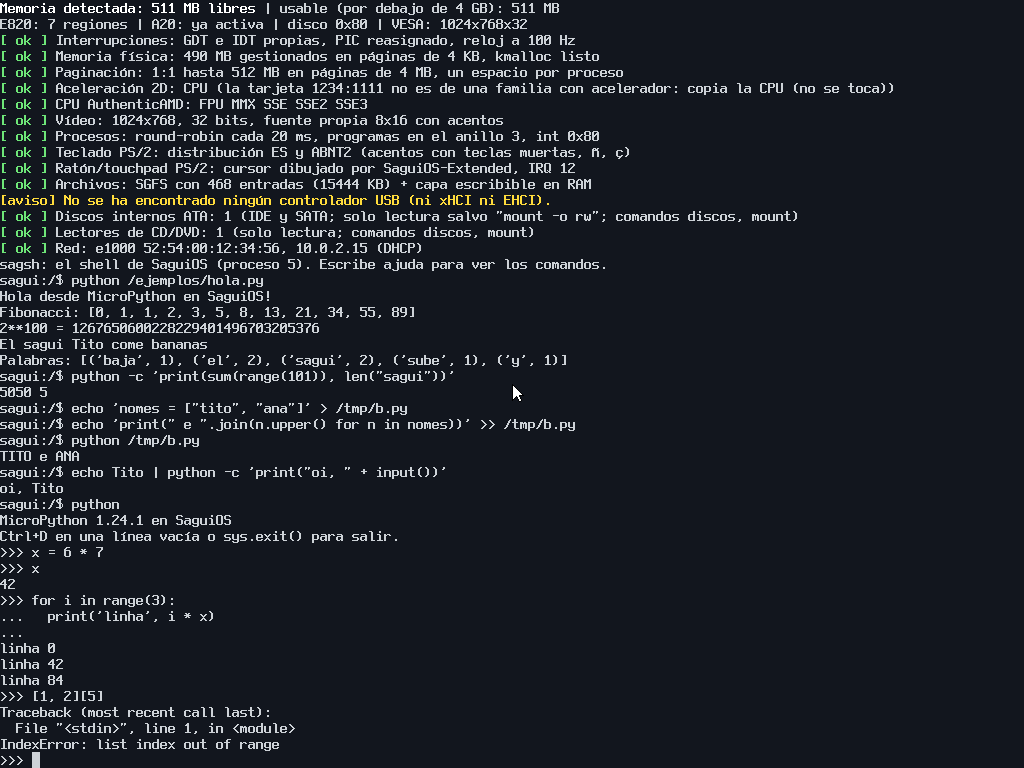 Memoria detectada: 511 MB libres | usable (por debajo de 4 GB): 511 MB
E820: 7 regiones | A20: ya activa | disco 0x80 | VESA: 1024x768x32
[ ok ] Interrupciones: GDT e IDT propias, PIC reasignado, reloj a 100 Hz
[ ok ] Memoria física: 490 MB gestionados en páginas de 4 KB, kmalloc listo
[ ok ] Paginación: 1:1 hasta 512 MB en páginas de 4 MB, un espacio por proceso
[ ok ] Aceleración 2D: CPU (la tarjeta 1234:1111 no es de una familia con acelerador: copia la CPU (no se toca))
[ ok ] CPU AuthenticAMD: FPU MMX SSE SSE2 SSE3
[ ok ] Vídeo: 1024x768, 32 bits, fuente propia 8x16 con acentos
[ ok ] Procesos: round-robin cada 20 ms, programas en el anillo 3, int 0x80
[ ok ] Teclado PS/2: distribución ES y ABNT2 (acentos con teclas muertas, ñ, ç)
[ ok ] Ratón/touchpad PS/2: cursor dibujado por SaguiOS-Extended, IRQ 12
[ ok ] Archivos: SGFS con 468 entradas (15444 KB) + capa escribible en RAM
[aviso] No se ha encontrado ningún controlador USB (ni xHCI ni EHCI).
[ ok ] Discos internos ATA: 1 (IDE y SATA; solo lectura salvo "mount -o rw"; comandos discos, mount)
[ ok ] Lectores de CD/DVD: 1 (solo lectura; comandos discos, mount)
[ ok ] Red: e1000 52:54:00:12:34:56, 10.0.2.15 (DHCP)
sagsh: el shell de SaguiOS (proceso 5). Escribe ajuda para ver los comandos.
sagui:/$ python /ejemplos/hola.py
Hola desde MicroPython en SaguiOS!
Fibonacci: [0, 1, 1, 2, 3, 5, 8, 13, 21, 34, 55, 89]
2**100 = 1267650600228229401496703205376
El sagui Tito come bananas
Palabras: [('baja', 1), ('el', 2), ('sagui', 2), ('sube', 1), ('y', 1)]
sagui:/$ python -c 'print(sum(range(101)), len("sagui"))'
5050 5
sagui:/$ echo 'nomes = ["tito", "ana"]' > /tmp/b.py
sagui:/$ echo 'print(" e ".join(n.upper() for n in nomes))' >> /tmp/b.py
sagui:/$ python /tmp/b.py
TITO e ANA
sagui:/$ echo Tito | python -c 'print("oi, " + input())'
oi, Tito
sagui:/$ python
MicroPython 1.24.1 en SaguiOS
Ctrl+D en una línea vacía o sys.exit() para salir.
>>> x = 6 * 7
>>> x
42
>>> for i in range(3):
...   print('linha', i * x)
...
linha 0
linha 42
linha 84
>>> [1, 2][5]
Traceback (most recent call last):
  File "<stdin>", line 1, in <module>
IndexError: list index out of range
>>>